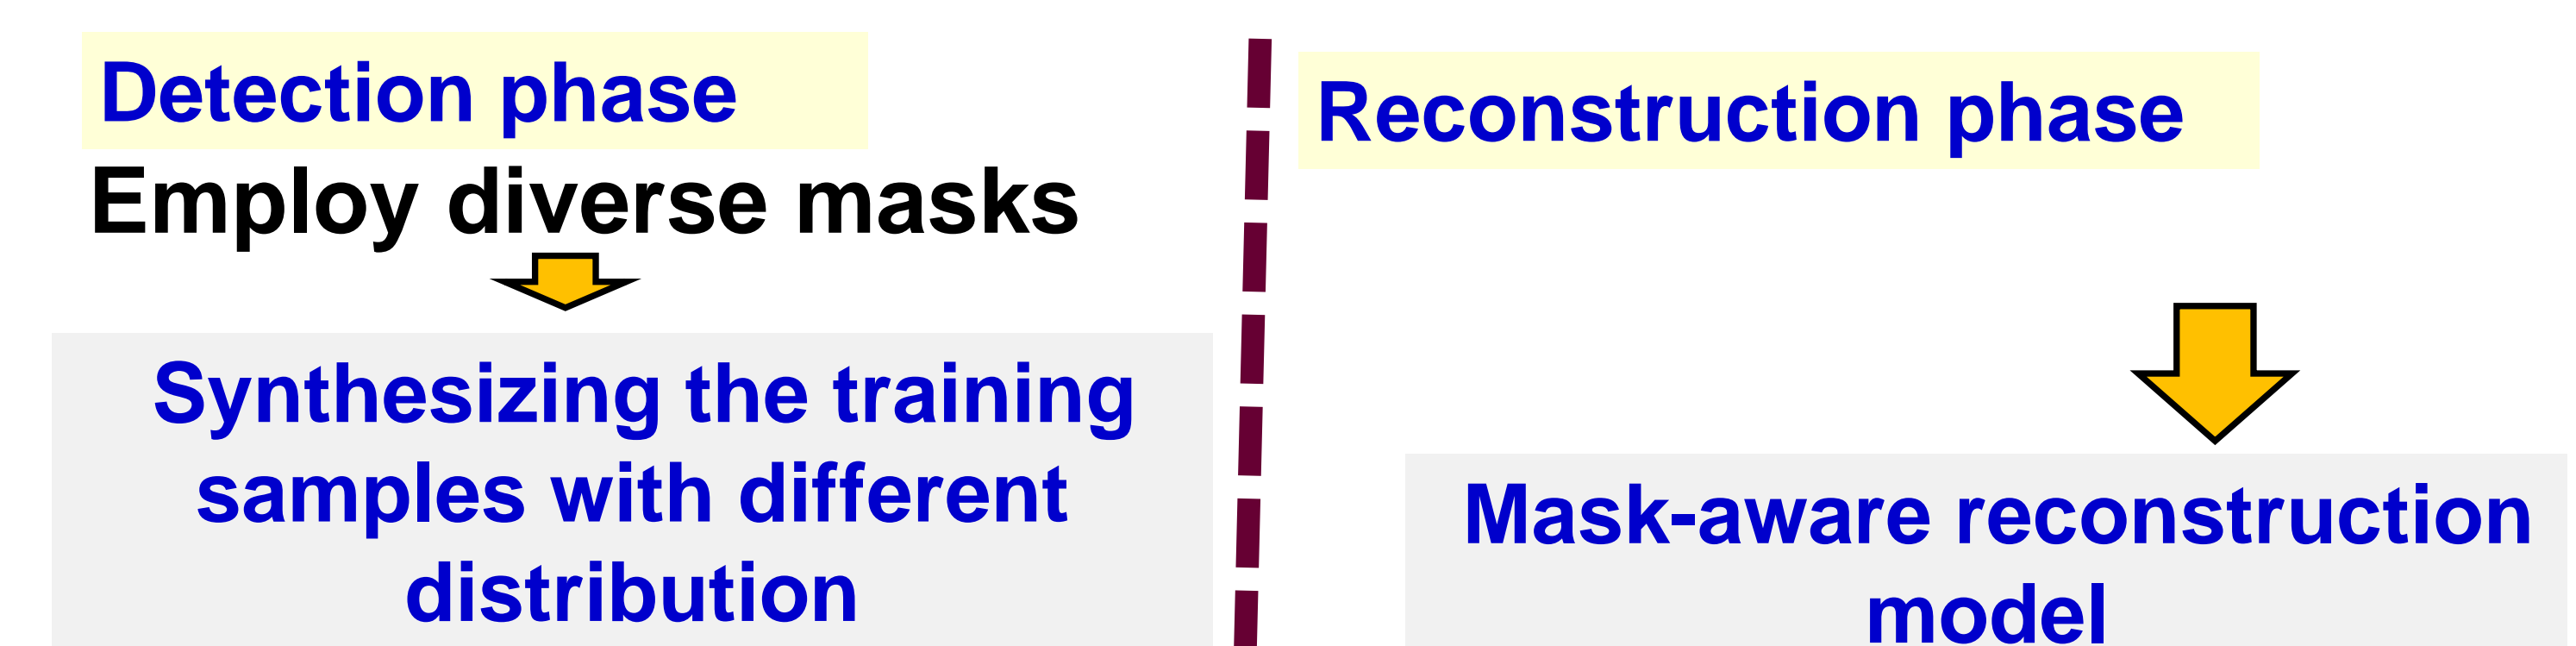 Detection phase
Employ diverse masks
Synthesizing the training
samples with different
distribution
Reconstruction phase
Mask-aware reconstruction
model